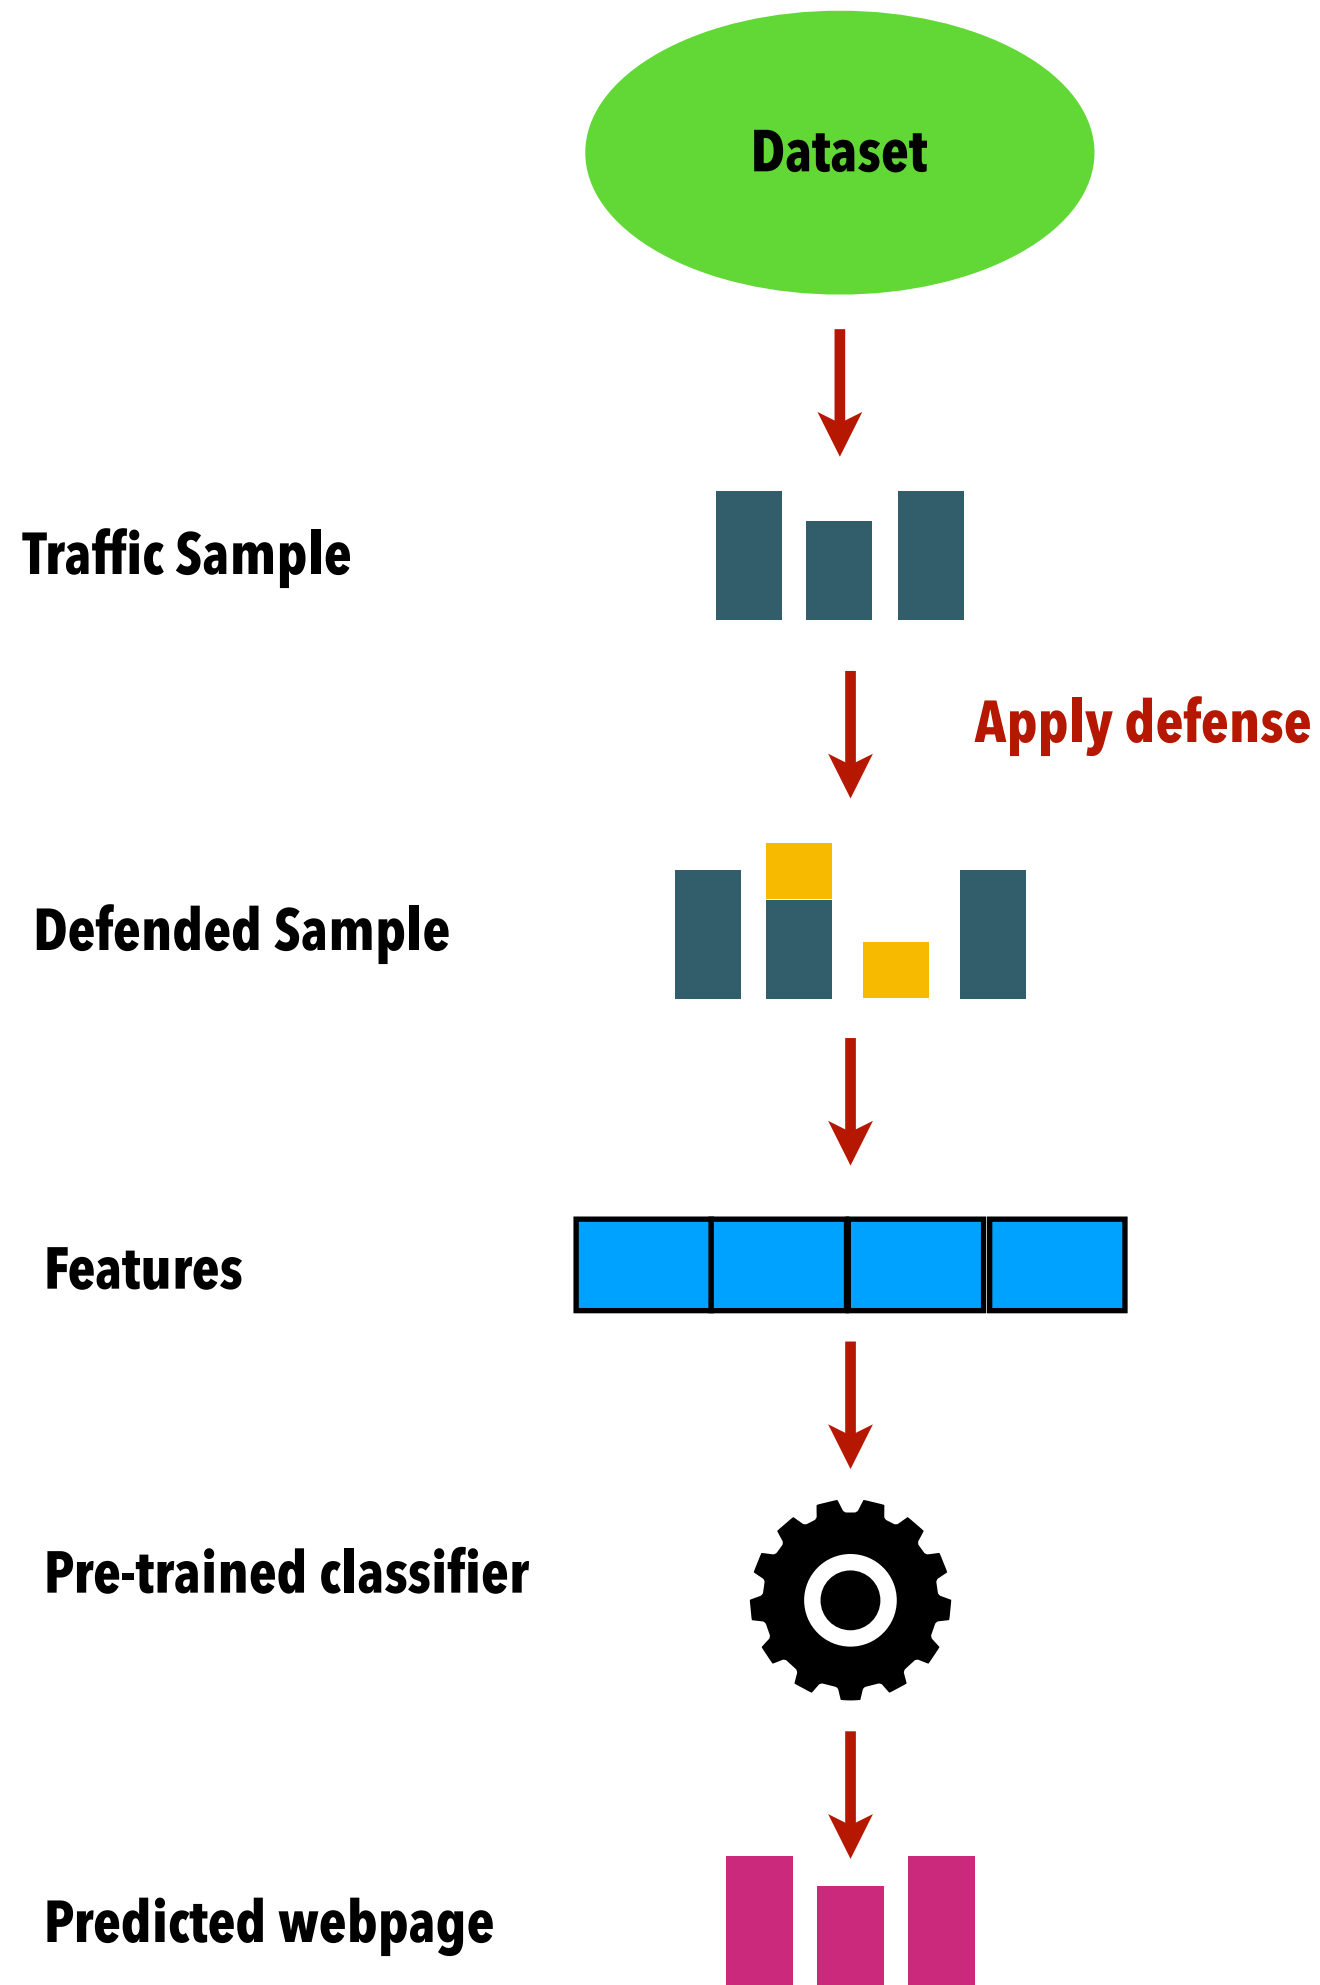 Dataset
Traffic Sample
Apply defense
Defended Sample
Features
Pre-trained classifier
Predicted webpage